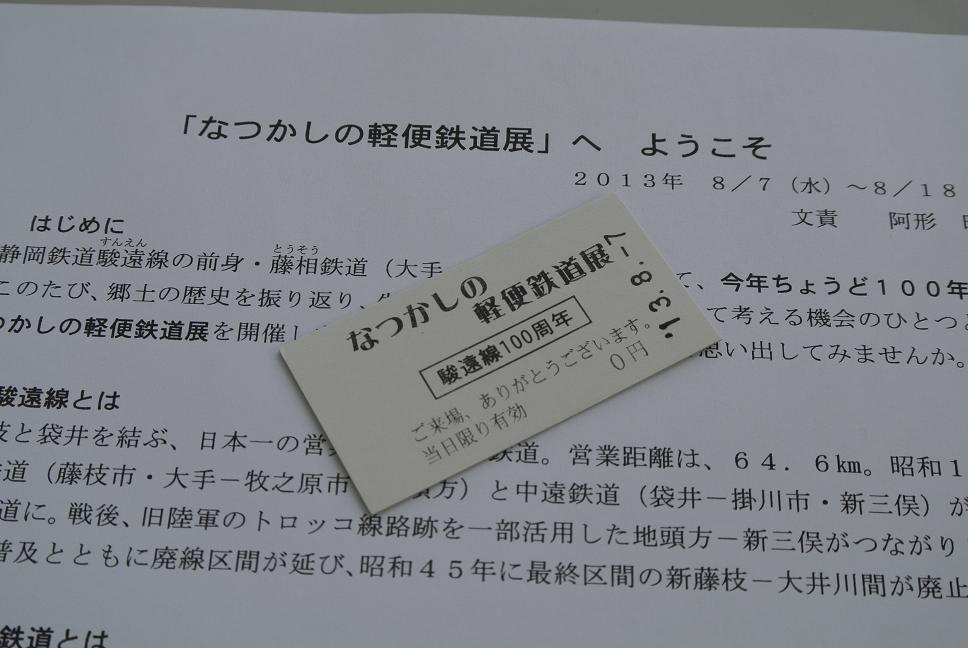 「なつかしの軽便鉄道展」へ ようこそ
２０１３年 ８／７（水）～８／１８
文責 阿形
はじめに
静岡鉄道駿遠線の前身・藤相鉄道（大手
すんえん
とうそう
て、今年ちょうど１００年
このたび、郷土の歴史を振り返り、
て考える機会のひとつと
つかしの軽便鉄道展を開催し
思い出してみませんか。
駿遠線とは
枝と袋井を結ぶ、日本一の営
鉄道。営業距離は、６４．６㎞。昭和１
道（藤枝市・大手－牧之原市
方）と中遠鉄道（袋井－掛川市・新三俣）が
道に。戦後、旧陸軍のトロッコ線路跡を一部活用した地頭方－新三俣がつながり
普及とともに廃線区間が延び、昭和４５年に最終区間の新藤枝－大井川間が廃止
鉄道とは
なつかしの
軽便鉄道展
駿遠線100周年
ご来場、ありがとうございます。
当日限り有効
0円
'13.8.-7